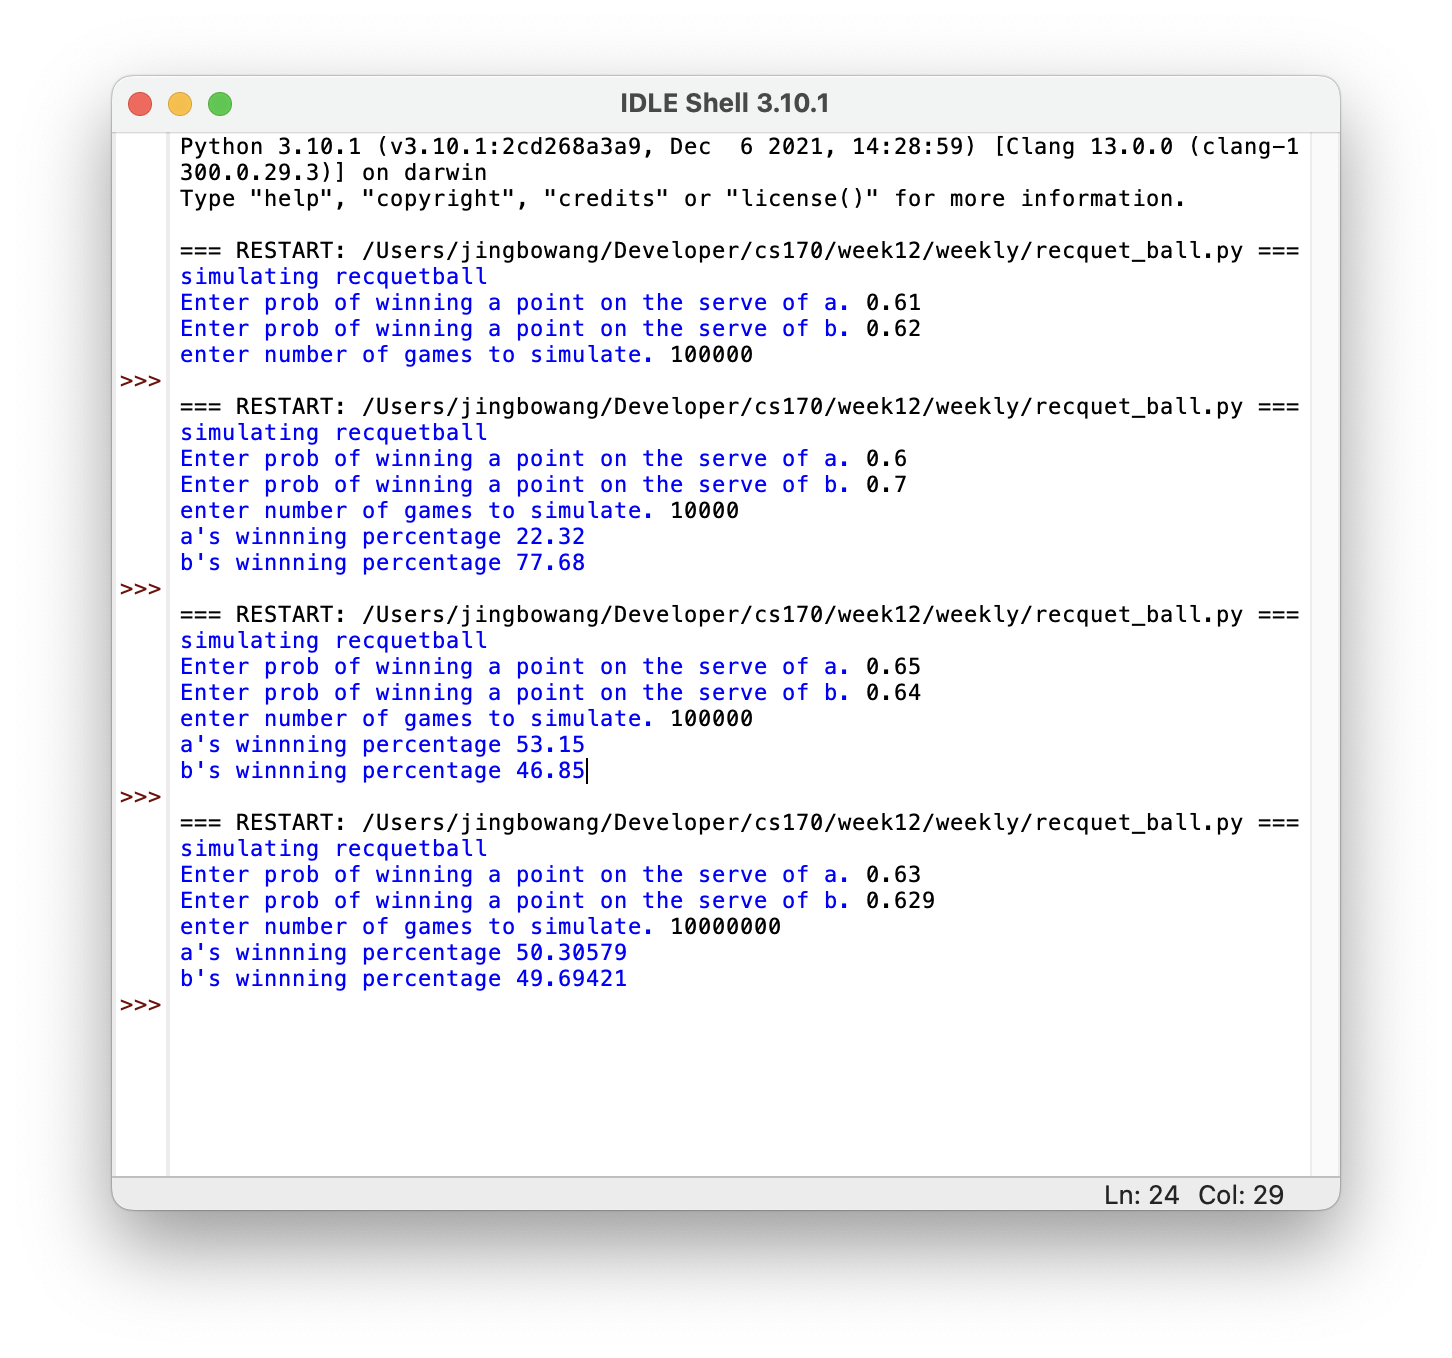 IDLE Shell 3.10.1
Python 3.10.1 (v3.10.1:2cd268a3a9, Dec  6 2021, 14:28:59) [Clang 13.0.0 (clang-1
300.0.29.3)] on darwin
Type "help", "copyright", "credits" or "license()" for more information.
=== RESTART: /Users/jingbowang/Developer/cs170/week12/weekly/recquet_ball.py ===
simulating recquetball
Enter prob of winning a point on the serve of a. 0.61
Enter prob of winning a point on the serve of b. 0.62
enter number of games to simulate. 100000
>>>
=== RESTART: /Users/jingbowang/Developer/cs170/week12/weekly/recquet_ball.py ===
simulating recquetball
Enter prob of winning a point on the serve of a. 0.6
Enter prob of winning a point on the serve of b. 0.7
enter number of games to simulate. 10000
a's winnning percentage 22.32
b's winnning percentage 77.68
>>>
=== RESTART: /Users/jingbowang/Developer/cs170/week12/weekly/recquet_ball.py ===
simulating recquetball
Enter prob of winning a point on the serve of a. 0.65
Enter prob of winning a point on the serve of b. 0.64
enter number of games to simulate. 100000
a's winnning percentage 53.15
b's winnning percentage 46.85
>>>
=== RESTART: /Users/jingbowang/Developer/cs170/week12/weekly/recquet_ball.py ===
simulating recquetball
Enter prob of winning a point on the serve of a. 0.63
Enter prob of winning a point on the serve of b. 0.629
enter number of games to simulate. 10000000
a's winnning percentage 50.30579
b's winnning percentage 49.69421
>>>
Ln: 24  Col: 29